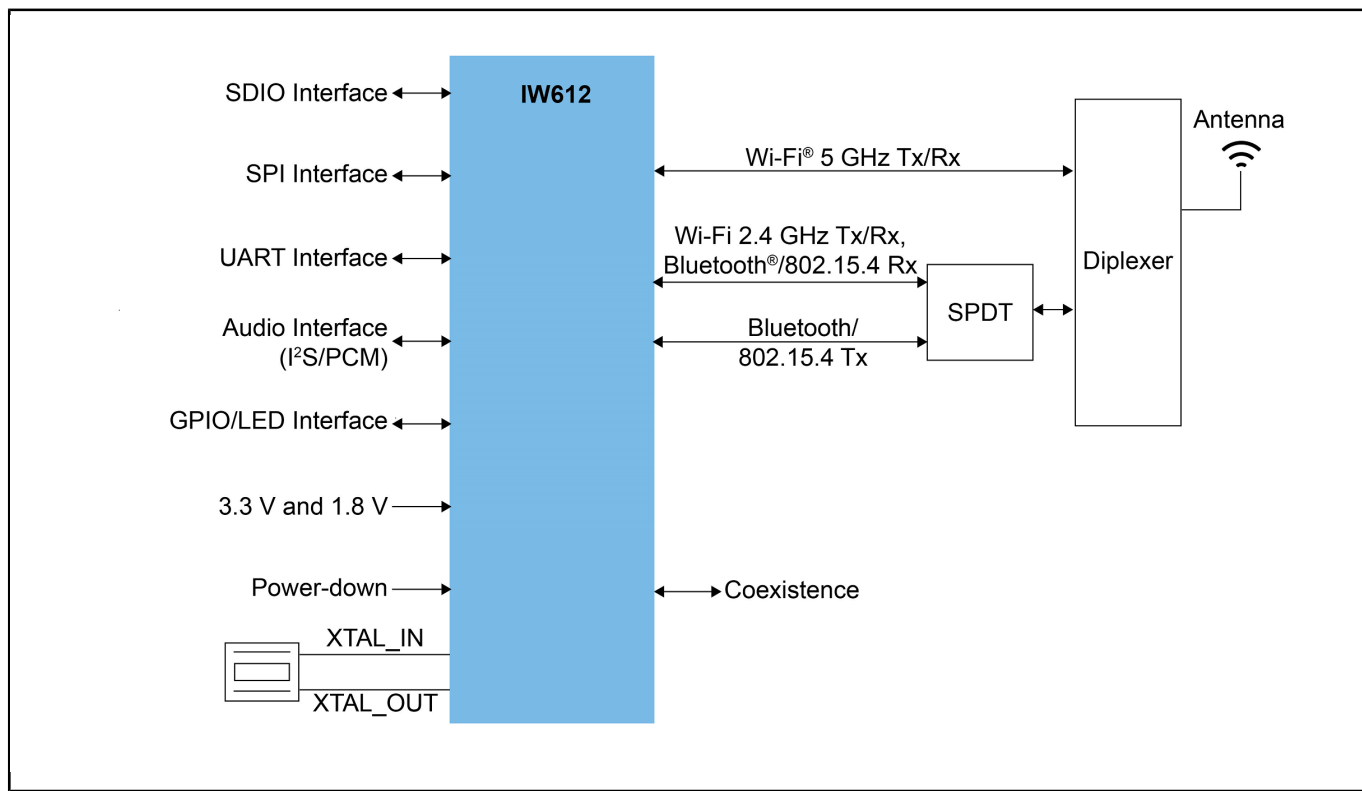 IW612
SDIO Interface
SPI Interface
UART Interface
Audio Interface
(I²S/PCM)
GPIO/LED Interface
3.3 V and 1.8 V
Power-down
XTAL_IN
XTAL_OUT
Wi-Fi® 5 GHz Tx/Rx
Wi-Fi 2.4 GHz Tx/Rx,
Bluetooth®/802.15.4 Rx
Bluetooth/
802.15.4 Tx
Coexistence
SPDT
Diplexer
Antenna